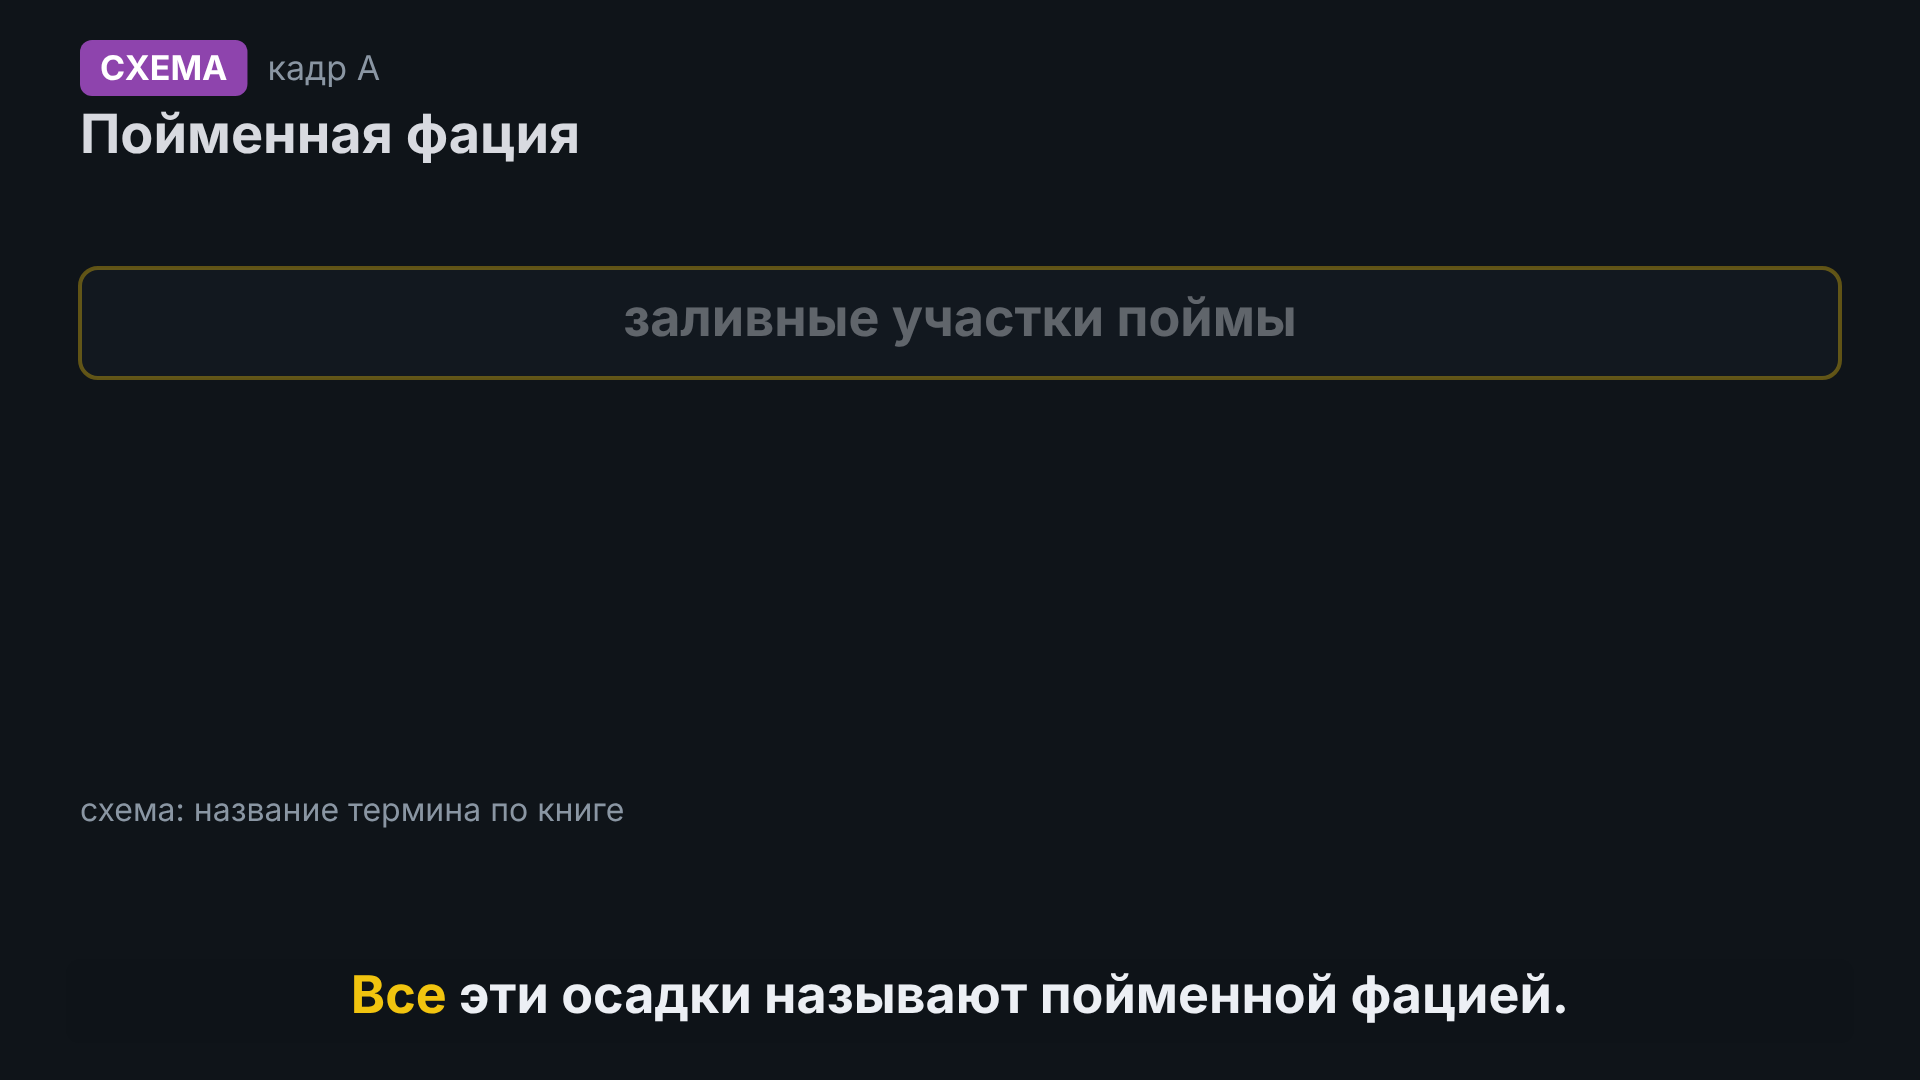 СХЕМА кадр А
Пойменная фация
заливные участки поймы
схема: название термина по книге
Все эти осадки называют пойменной фацией.